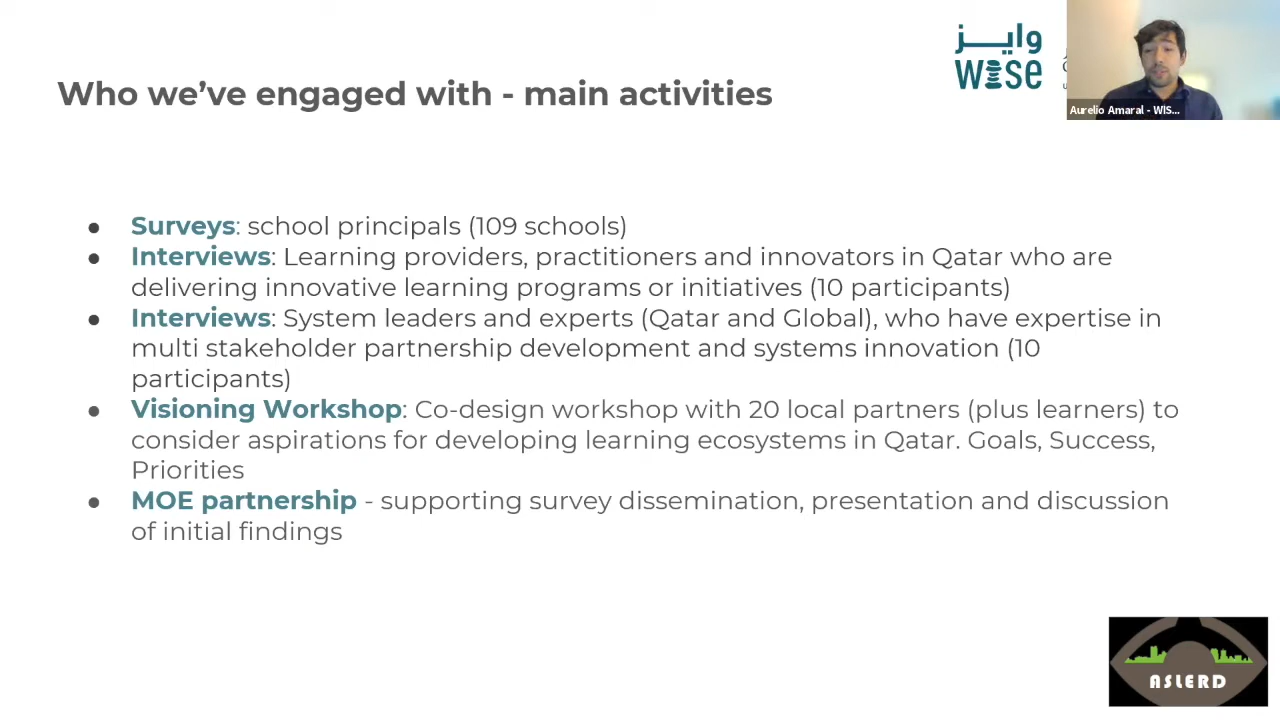 وايز
wise
Aurelio Amaral - WIS...
Who we've engaged with - main activities
● Surveys: school principals (109 schools)
● Interviews: Learning providers, practitioners and innovators in Qatar who are
delivering innovative learning programs or initiatives (10 participants)
● Interviews: System leaders and experts (Qatar and Global), who have expertise in
multi stakeholder partnership development and systems innovation (10
participants)
● Visioning Workshop: Co-design workshop with 20 local partners (plus learners) to
consider aspirations for developing learning ecosystems in Qatar. Goals, Success,
Priorities
● MOE partnership - supporting survey dissemination, presentation and discussion
of initial findings
ASLERD